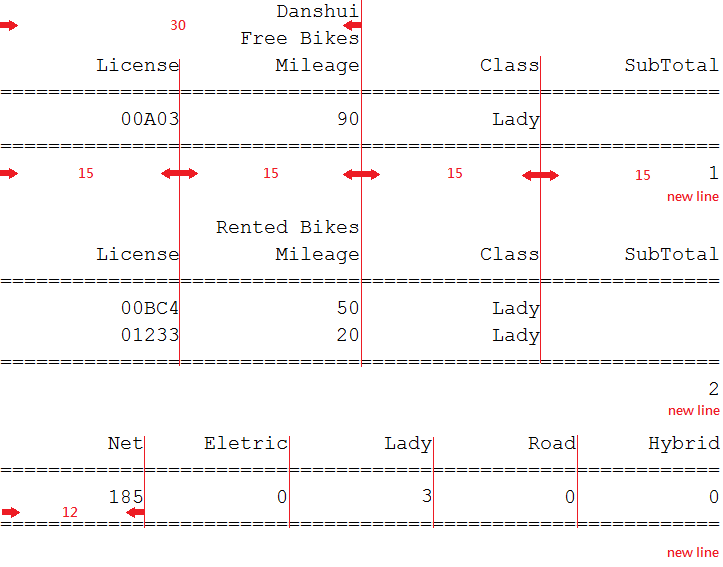 Danshui
30
Free Bikes
License Mileage Class SubTotal
============================================================
00A03 90 Lady
============================================================
15 15 15 15 1
new line
Rented Bikes
License Mileage Class SubTotal
============================================================
00BC4 50 Lady
01233 20 Lady
============================================================
2
new line
Net Eletric Lady Road Hybrid
============================================================
185 0 3 0 0
12
============================================================
new line